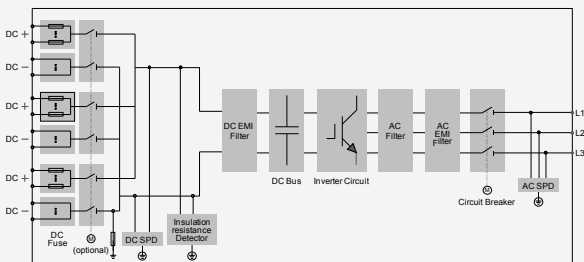 DC +
DC −
DC +
DC −
DC +
DC −
DC
Fuse
M
(optional)
DC SPD
Insulation
resistance
Detector
DC EMI
Filter
DC Bus
Inverter Circuit
AC
Filter
AC
EMI
Filter
M
Circuit Breaker
L1
L2
L3
AC SPD